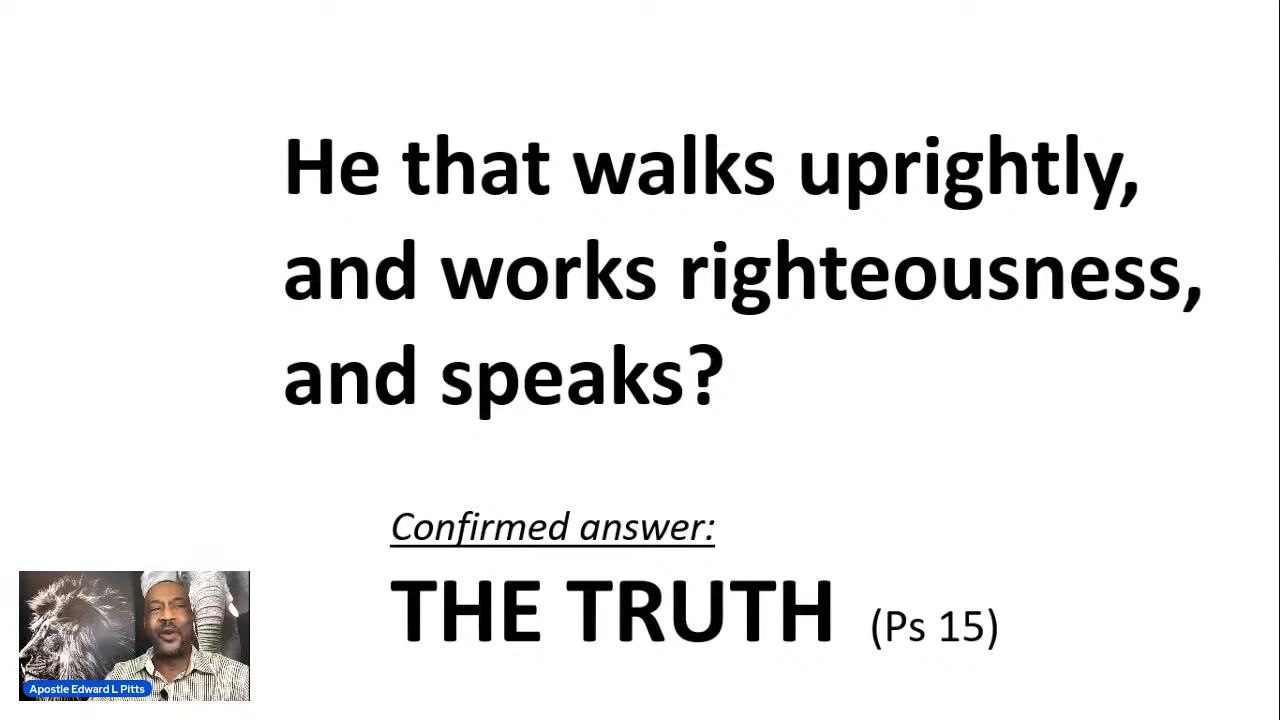 He that walks uprightly,
and works righteousness,
and speaks?
Confirmed answer:
THE TRUTH (Ps 15)
Apostle Edward L Pitts